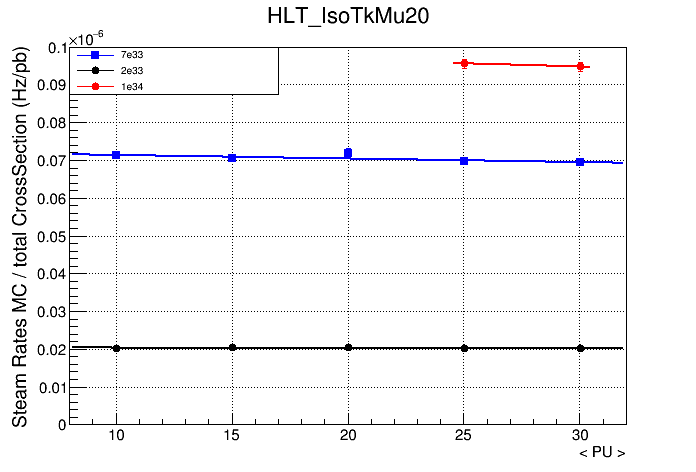 HLT_IsoTkMu20
×10⁻⁶
Steam Rates MC / total CrossSection (Hz/pb)
7e33
2e33
1e34
0.1
0.09
0.08
0.07
0.06
0.05
0.04
0.03
0.02
0.01
0
10 15 20 25 30
< PU >